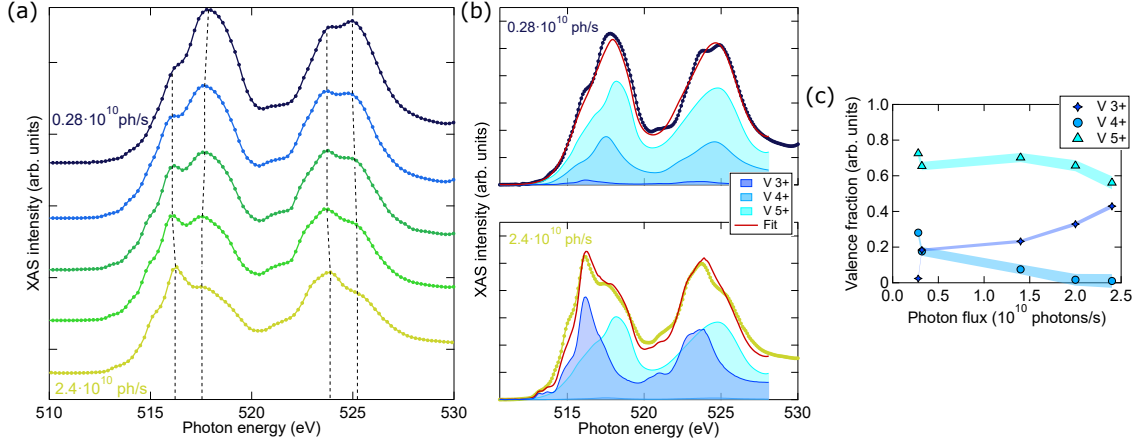 (a)
XAS intensity (arb. units)
0.28·10¹⁰ph/s
2.4·10¹⁰ ph/s
510 515 520 525 530
Photon energy (eV)
(b)
XAS intensity (arb. units)
0.28·10¹⁰ph/s
V 3+
V 4+
V 5+
Fit
2.4·10¹⁰ ph/s
515 520 525 530
Photon energy (eV)
(c)
V 3+
V 4+
V 5+
Valence fraction (arb. units)
1.0
0.8
0.6
0.4
0.2
0
0.0 0.5 1.0 1.5 2.0 2.5
Photon flux (10¹⁰ photons/s)